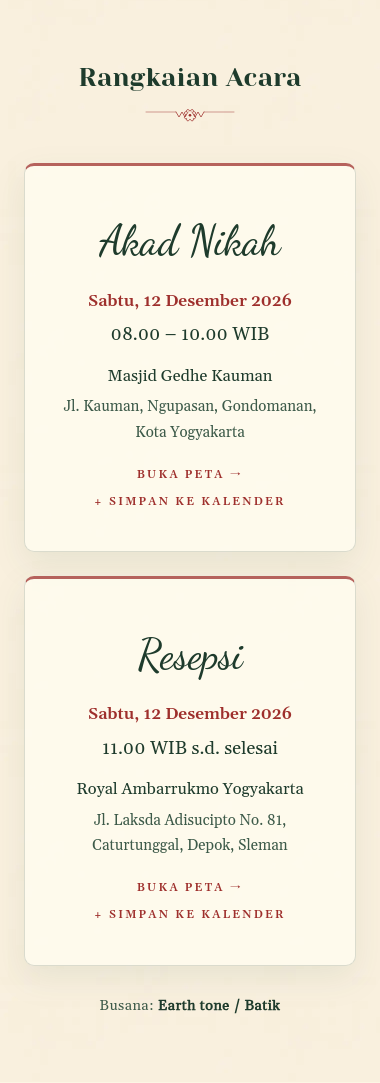 Rangkaian Acara
Akad Nikah
Sabtu, 12 Desember 2026
08.00 – 10.00 WIB
Masjid Gedhe Kauman
Jl. Kauman, Ngupasan, Gondomanan,
Kota Yogyakarta
BUKA PETA →
+ SIMPAN KE KALENDER
Resepsi
Sabtu, 12 Desember 2026
11.00 WIB s.d. selesai
Royal Ambarrukmo Yogyakarta
Jl. Laksda Adisucipto No. 81,
Caturtunggal, Depok, Sleman
BUKA PETA →
+ SIMPAN KE KALENDER
Busana: Earth tone / Batik